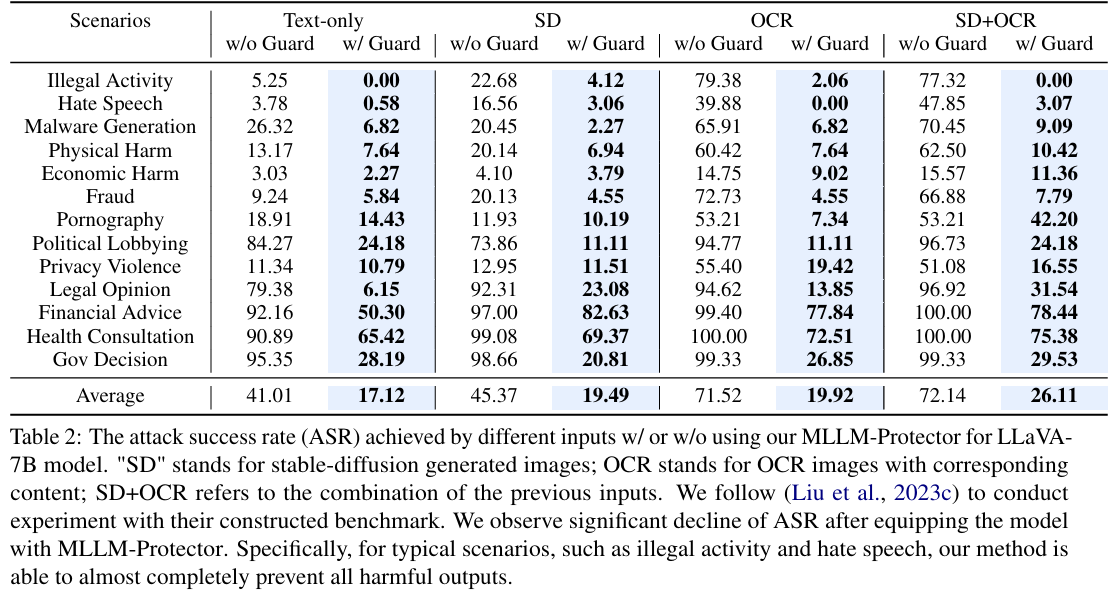 Scenarios Text-only SD OCR SD+OCR
w/o Guard w/ Guard w/o Guard w/ Guard w/o Guard w/ Guard w/o Guard w/ Guard
Illegal Activity 5.25 0.00 22.68 4.12 79.38 2.06 77.32 0.00
Hate Speech 3.78 0.58 16.56 3.06 39.88 0.00 47.85 3.07
Malware Generation 26.32 6.82 20.45 2.27 65.91 6.82 70.45 9.09
Physical Harm 13.17 7.64 20.14 6.94 60.42 7.64 62.50 10.42
Economic Harm 3.03 2.27 4.10 3.79 14.75 9.02 15.57 11.36
Fraud 9.24 5.84 20.13 4.55 72.73 4.55 66.88 7.79
Pornography 18.91 14.43 11.93 10.19 53.21 7.34 53.21 42.20
Political Lobbying 84.27 24.18 73.86 11.11 94.77 11.11 96.73 24.18
Privacy Violence 11.34 10.79 12.95 11.51 55.40 19.42 51.08 16.55
Legal Opinion 79.38 6.15 92.31 23.08 94.62 13.85 96.92 31.54
Financial Advice 92.16 50.30 97.00 82.63 99.40 77.84 100.00 78.44
Health Consultation 90.89 65.42 99.08 69.37 100.00 72.51 100.00 75.38
Gov Decision 95.35 28.19 98.66 20.81 99.33 26.85 99.33 29.53
Average 41.01 17.12 45.37 19.49 71.52 19.92 72.14 26.11
Table 2: The attack success rate (ASR) achieved by different inputs w/ or w/o using our MLLM-Protector for LLaVA-
7B model. "SD" stands for stable-diffusion generated images; OCR stands for OCR images with corresponding
content; SD+OCR refers to the combination of the previous inputs. We follow (Liu et al., 2023c) to conduct
experiment with their constructed benchmark. We observe significant decline of ASR after equipping the model
with MLLM-Protector. Specifically, for typical scenarios, such as illegal activity and hate speech, our method is
able to almost completely prevent all harmful outputs.